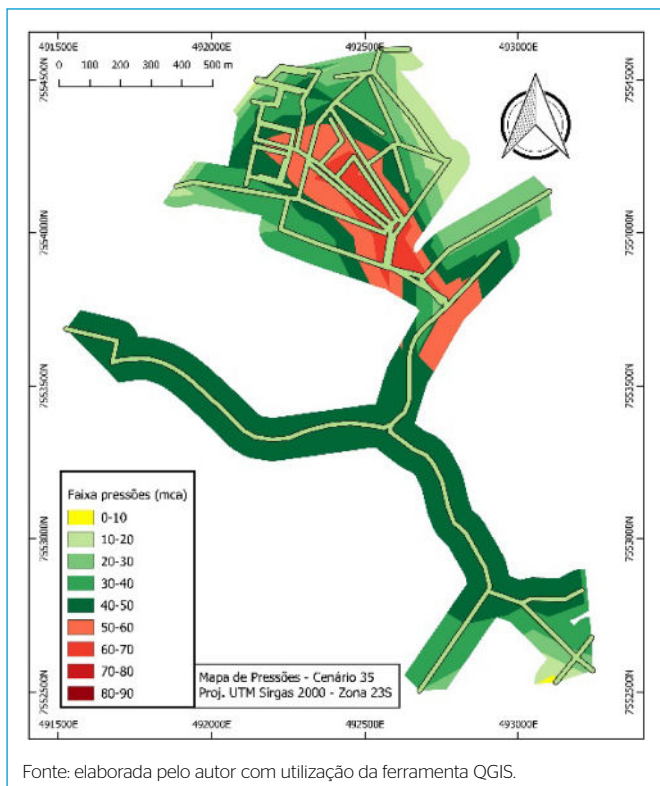 491500E 492000E 492500E 493000E
0 100 200 300 400 500 m
7554500N 7554500N
7554000N 7554000N
7553500N 7553500N
7553000N 7553000N
7552500N 7552500N
Faixa pressões (mca)
0-10
10-20
20-30
30-40
40-50
50-60
60-70
70-80
80-90
Mapa de Pressões - Cenário 35
Proj. UTM Sirgas 2000 - Zona 23S
491500E 492000E 492500E 493000E
Fonte: elaborada pelo autor com utilização da ferramenta QGIS.